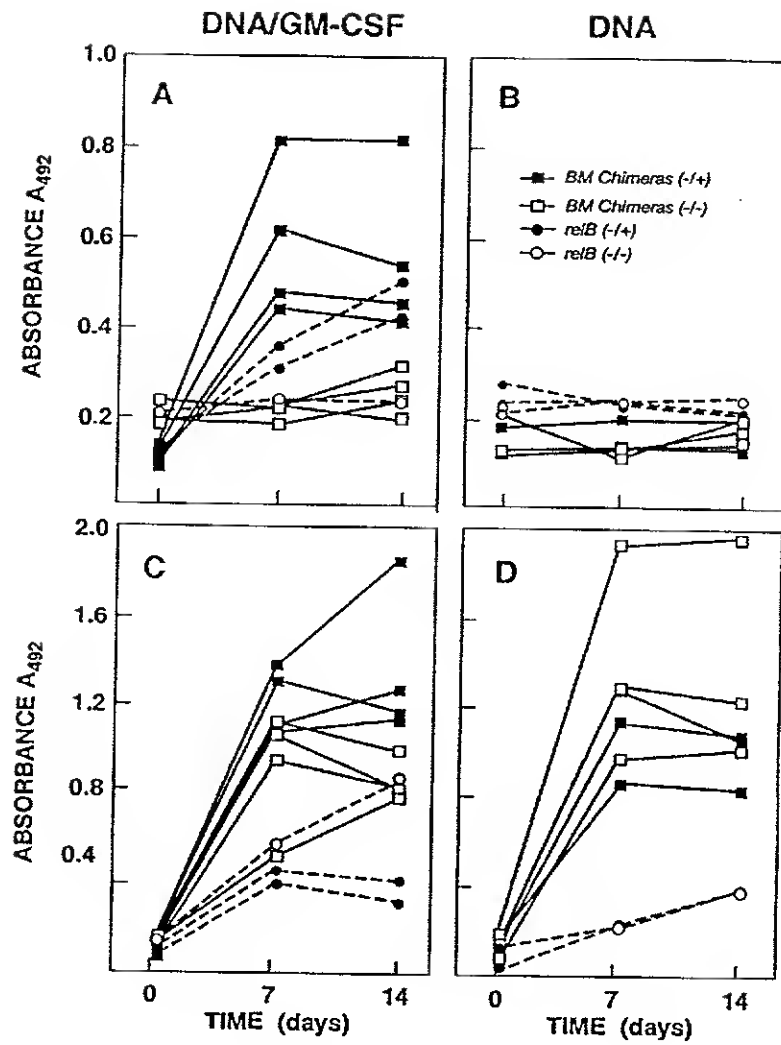 DNA/GM-CSF
DNA
1.0
0.8
0.6
0.4
0.2
ABSORBANCE A492
A
B
BM Chimeras (-/+)
BM Chimeras (-/-)
relB (-/+)
relB (-/-)
2.0
1.6
1.2
0.8
0.4
ABSORBANCE A492
C
D
0 7 14
TIME (days)
0 7 14
TIME (days)